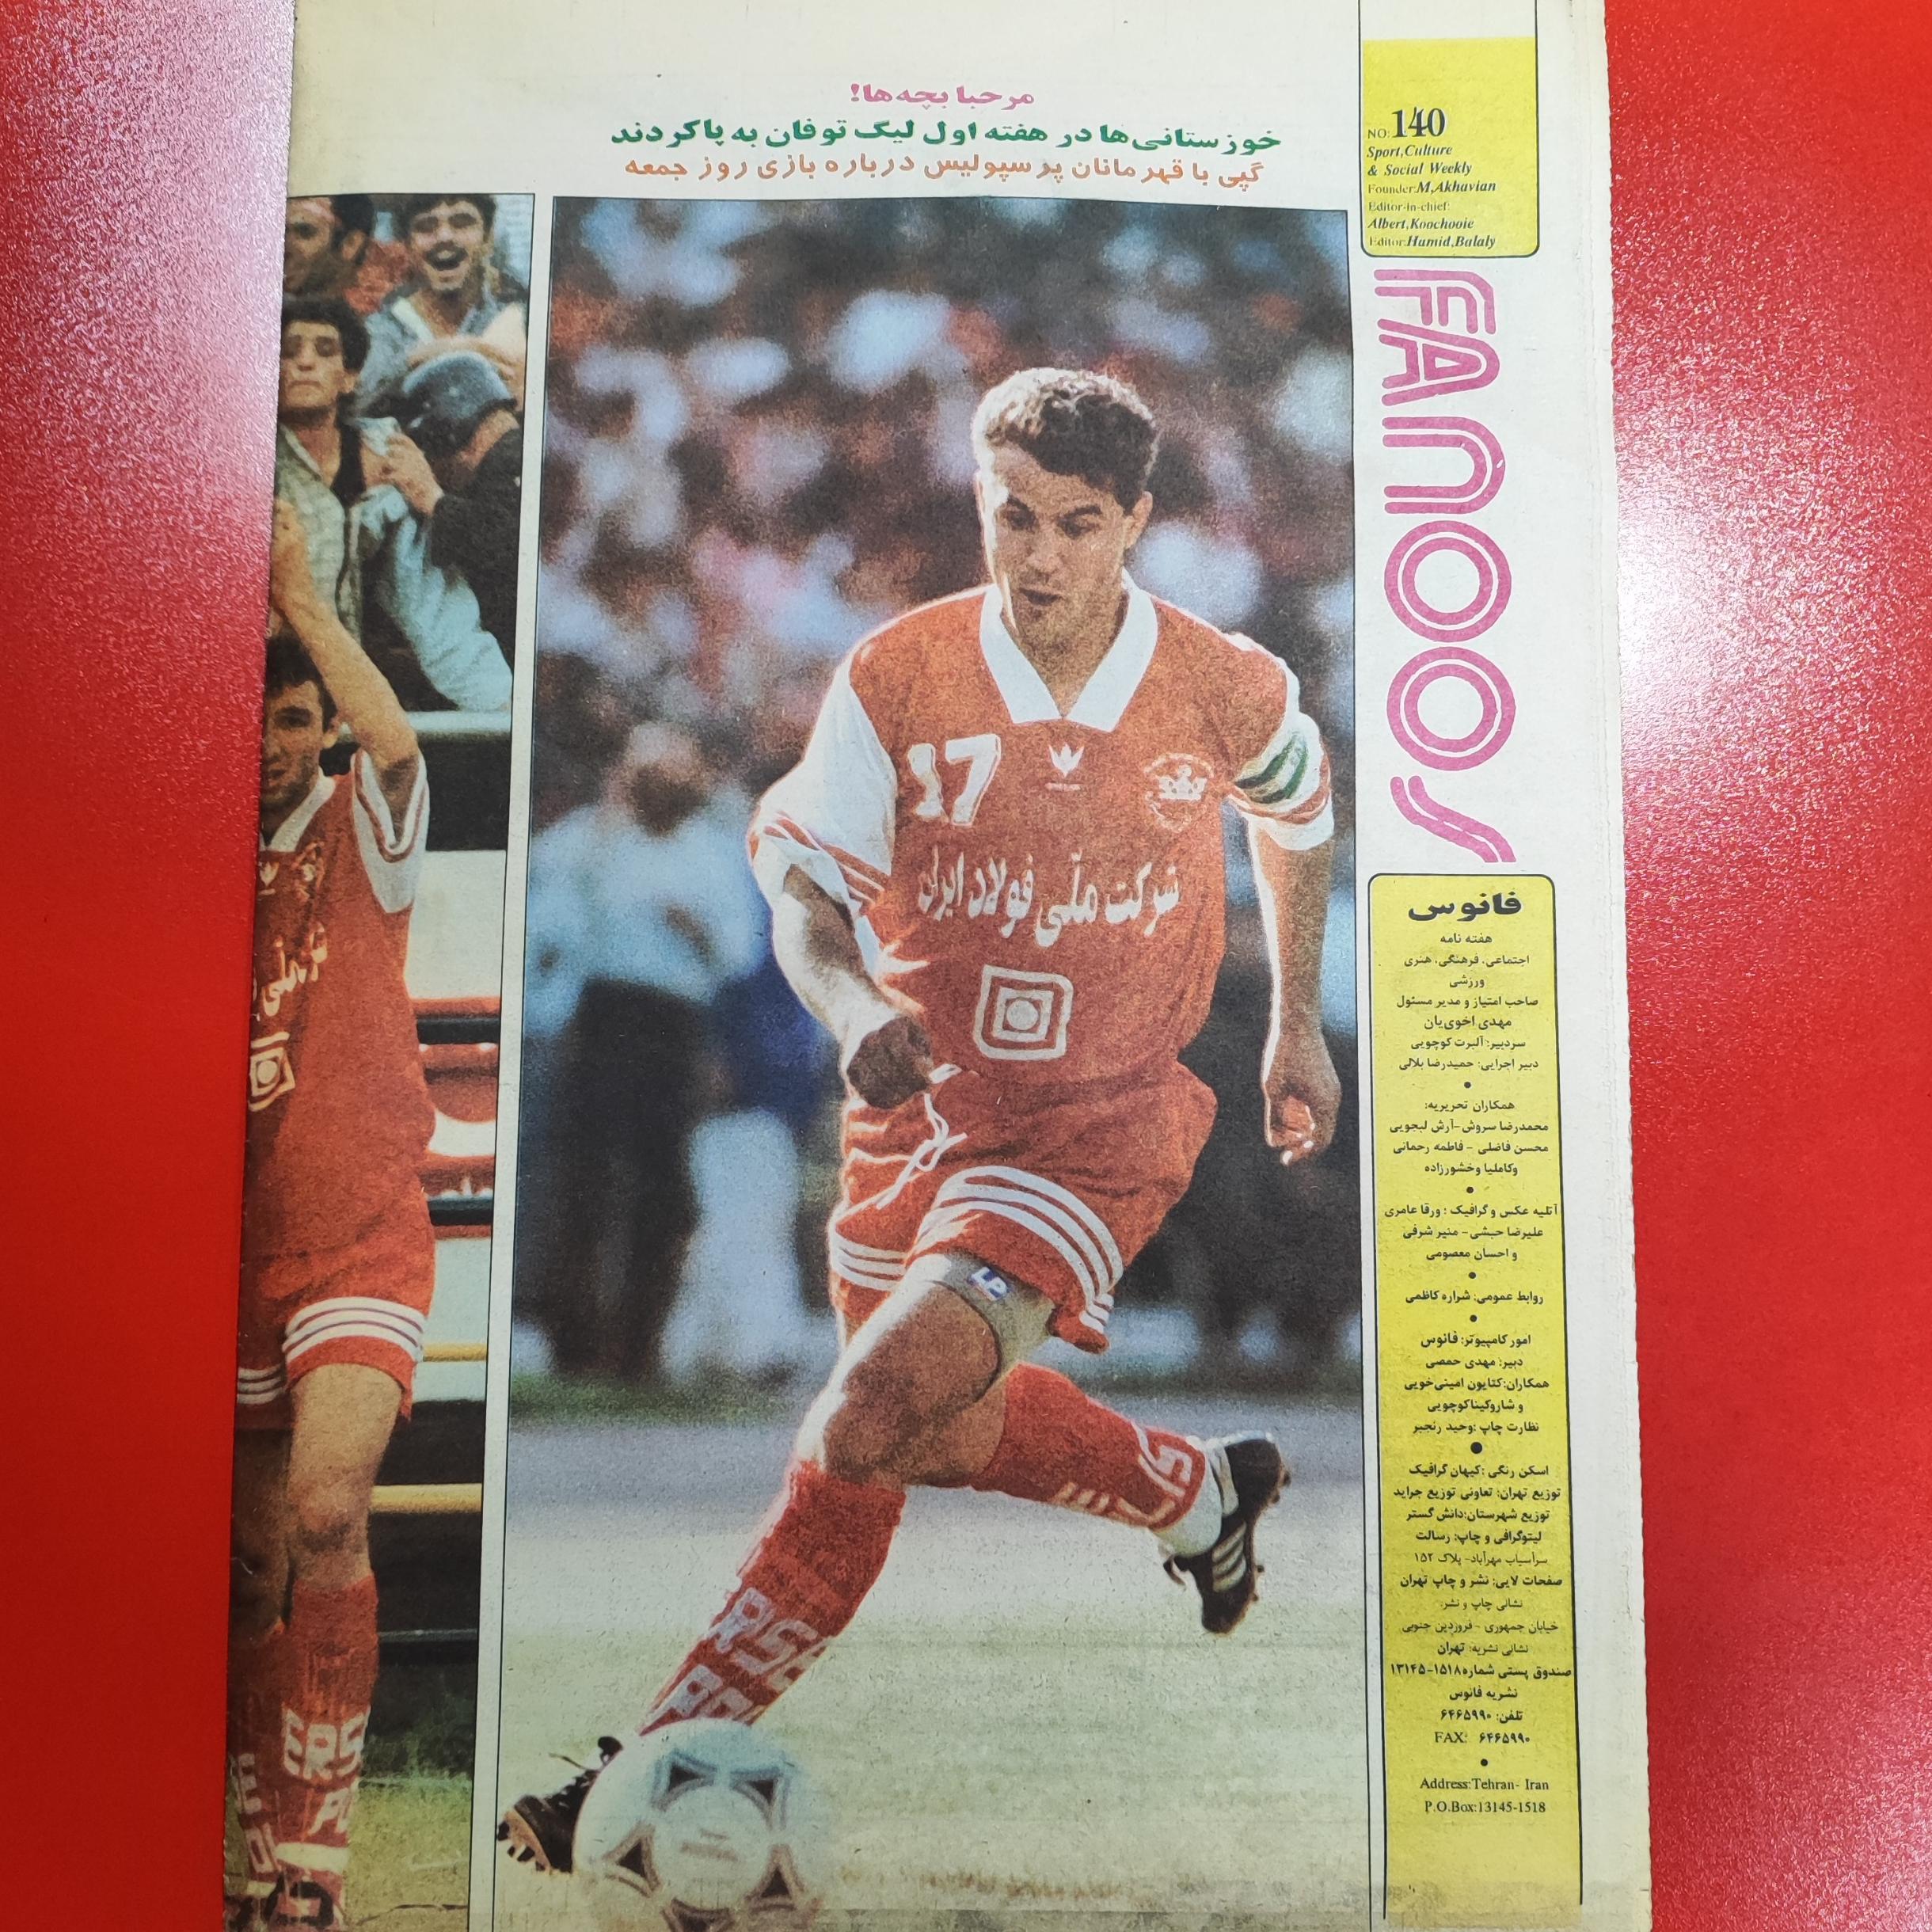 مرحبا بچه‌ها!
خوزستانی‌ها در هفته اول لیگ توفان به پا کردند
گپی با قهرمانان پرسپولیس درباره بازی روز جمعه
NO: 140
Sport,Culture
& Social Weekly
Founder:M,Akhavian
Editor-in-chief:
Albert,Koochooie
Editor:Hamid,Balaly
FANOOS
17
شرکت ملّی فولاد ایران
فانوس
هفته نامه
اجتماعی، فرهنگی، هنری
ورزشی
صاحب امتیاز و مدیر مسئول
مهدی اخوی‌یان
سردبیر: آلبرت کوچویی
دبیر اجرایی: حمیدرضا بلالی
همکاران تحریریه:
محمدرضا سروش-آرش لبجویی
محسن فاضلی - فاطمه رحمانی
وکاملیا وخشورزاده
آتلیه عکس و گرافیک : ورقا عامری
علیرضا حبشی- منیر شرفی
و احسان معصومی
روابط عمومی: شراره کاظمی
امور کامپیوتر: فانوس
دبیر: مهدی حمصی
همکاران:کتایون امینی‌خویی
و شاروکیناکوچویی
نظارت چاپ :وحید رنجبر
اسکن رنگی :کیهان گرافیک
توزیع تهران: تعاونی توزیع جراید
توزیع شهرستان:دانش گستر
لیتوگرافی و چاپ: رسالت
سرآسیاب مهرآباد- پلاک ۱۵۲
صفحات لایی: نشر و چاپ تهران
نشانی چاپ و نشر:
خیابان جمهوری - فروردین جنوبی
نشانی نشریه: تهران
صندوق پستی شماره۱۵۱۸-۱۳۱۴۵
نشریه فانوس
تلفن: ۶۴۶۵۹۹۰
FAX: ۶۴۶۵۹۹۰
Address:Tehran- Iran
P.O.Box:13145-1518